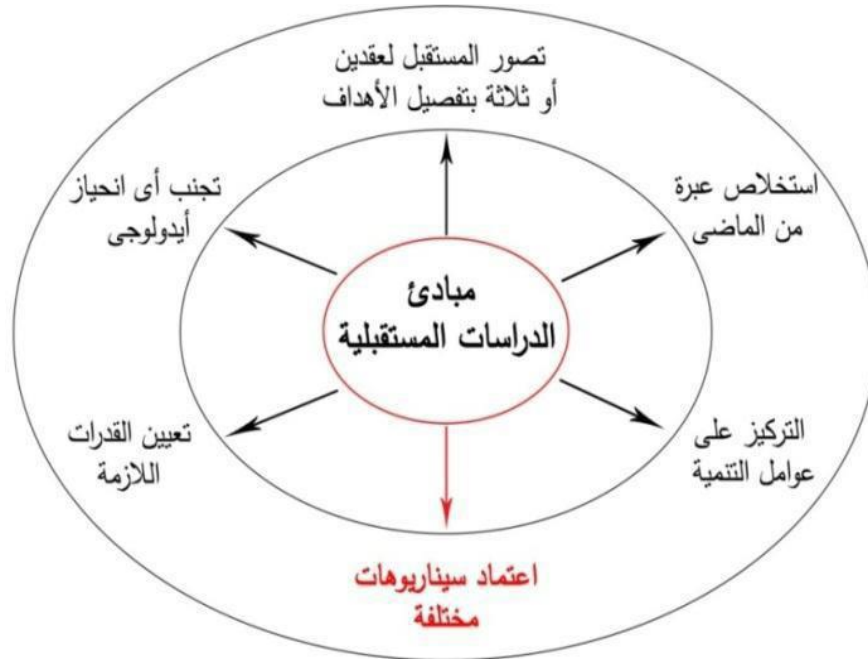 تصور المستقبل لعقدين
أو ثلاثة بتفصيل الأهداف
استخلاص عبرة
من الماضى
تجنب أى انحياز
أيدولوجى
مبادئ
الدراسات المستقبلية
التركيز على
عوامل التنمية
تعيين القدرات
اللازمة
اعتماد سيناريوهات
مختلفة